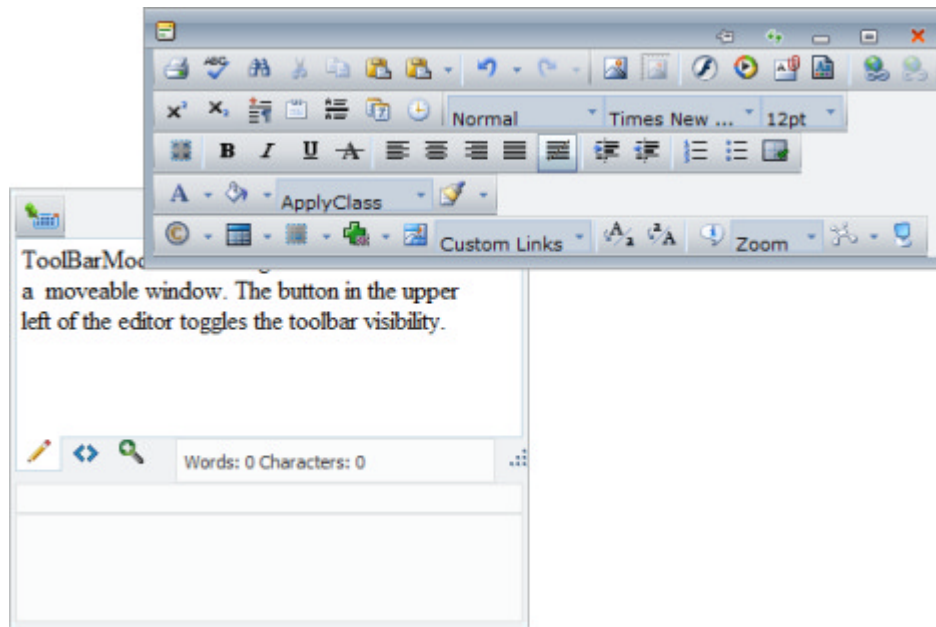 Normal Times New ... 12pt
ApplyClass
Custom Links Zoom
ToolBarMod
a moveable window. The button in the upper
left of the editor toggles the toolbar visibility.
Words: 0 Characters: 0